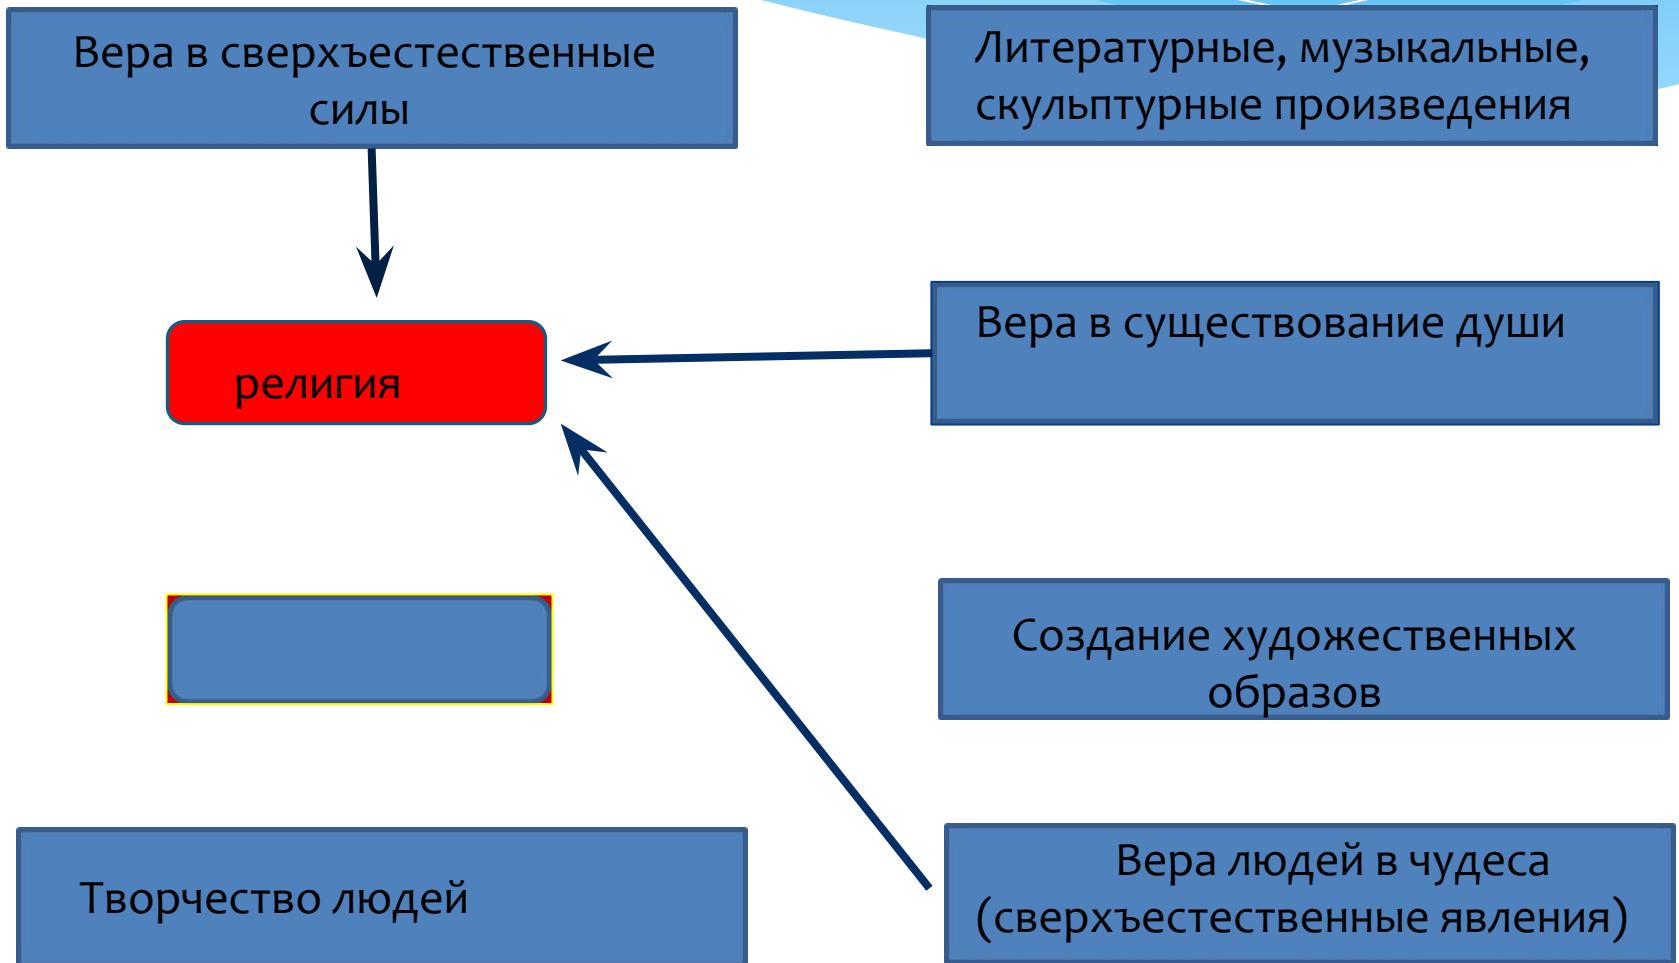 Вера в сверхъестественные
силы
Литературные, музыкальные,
скульптурные произведения
религия
Вера в существование души
Создание художественных
образов
Творчество людей
Вера людей в чудеса
(сверхъестественные явления)